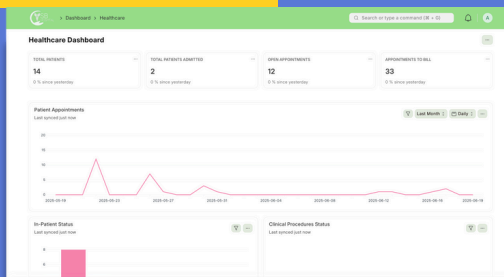 > Dashboard > Healthcare
Search or type a command (⌘ + G)
A
Healthcare Dashboard
TOTAL PATIENTS
14
0 % since yesterday
TOTAL PATIENTS ADMITTED
2
0 % since yesterday
OPEN APPOINTMENTS
12
0 % since yesterday
APPOINTMENTS TO BILL
33
0 % since yesterday
Patient Appointments
Last synced just now
Last Month
Daily
20
15
10
5
0
2025-05-19 2025-05-23 2025-05-27 2025-05-31 2025-06-04 2025-06-08 2025-06-12 2025-06-16 2025-06-19
In-Patient Status
Last synced just now
8
6
Clinical Procedures Status
Last synced just now